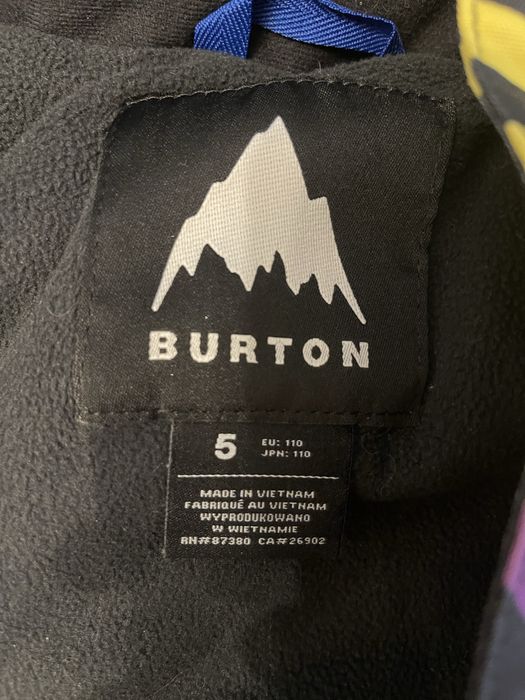 BURTON
5
EU: 110
JPN: 110
MADE IN VIETNAM
FABRIQUÉ AU VIETNAM
WYPRODUKOWANO
W WIETNAMIE
RN#87380 CA#26902